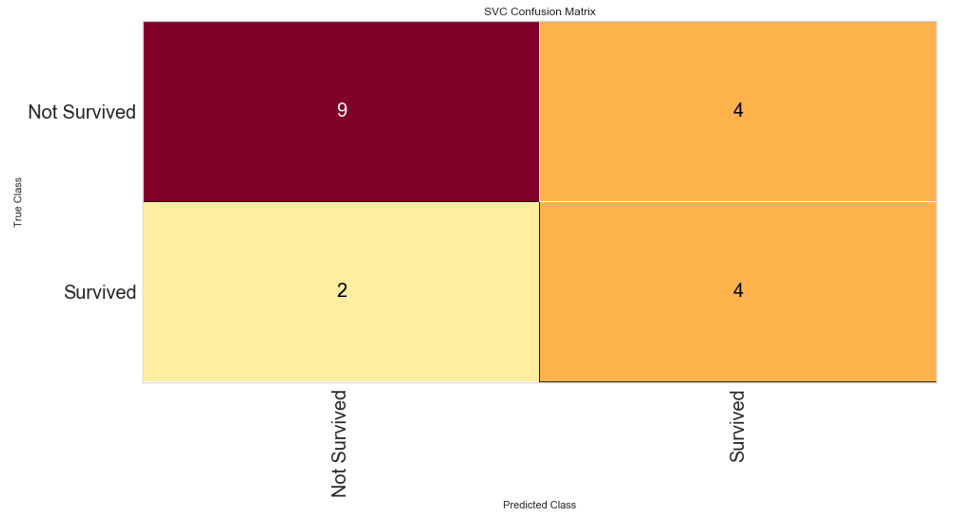 SVC Confusion Matrix
Not Survived
9
4
True Class
Survived
2
4
Not Survived
Survived
Predicted Class